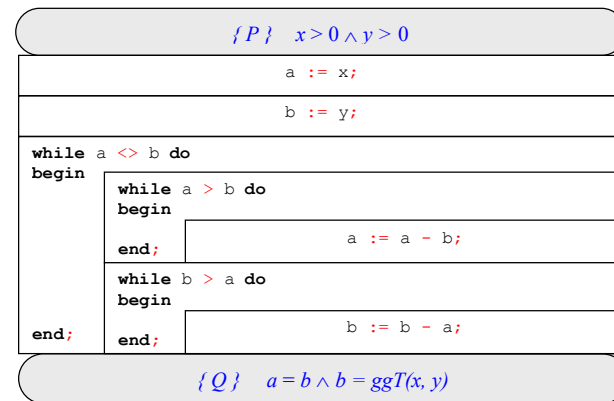 { P } x > 0 ∧ y > 0
a := x;
b := y;
while a <> b do
begin
while a > b do
begin
a := a - b;
end;
while b > a do
begin
b := b - a;
end;
end;
{ Q } a = b ∧ b = ggT(x, y)